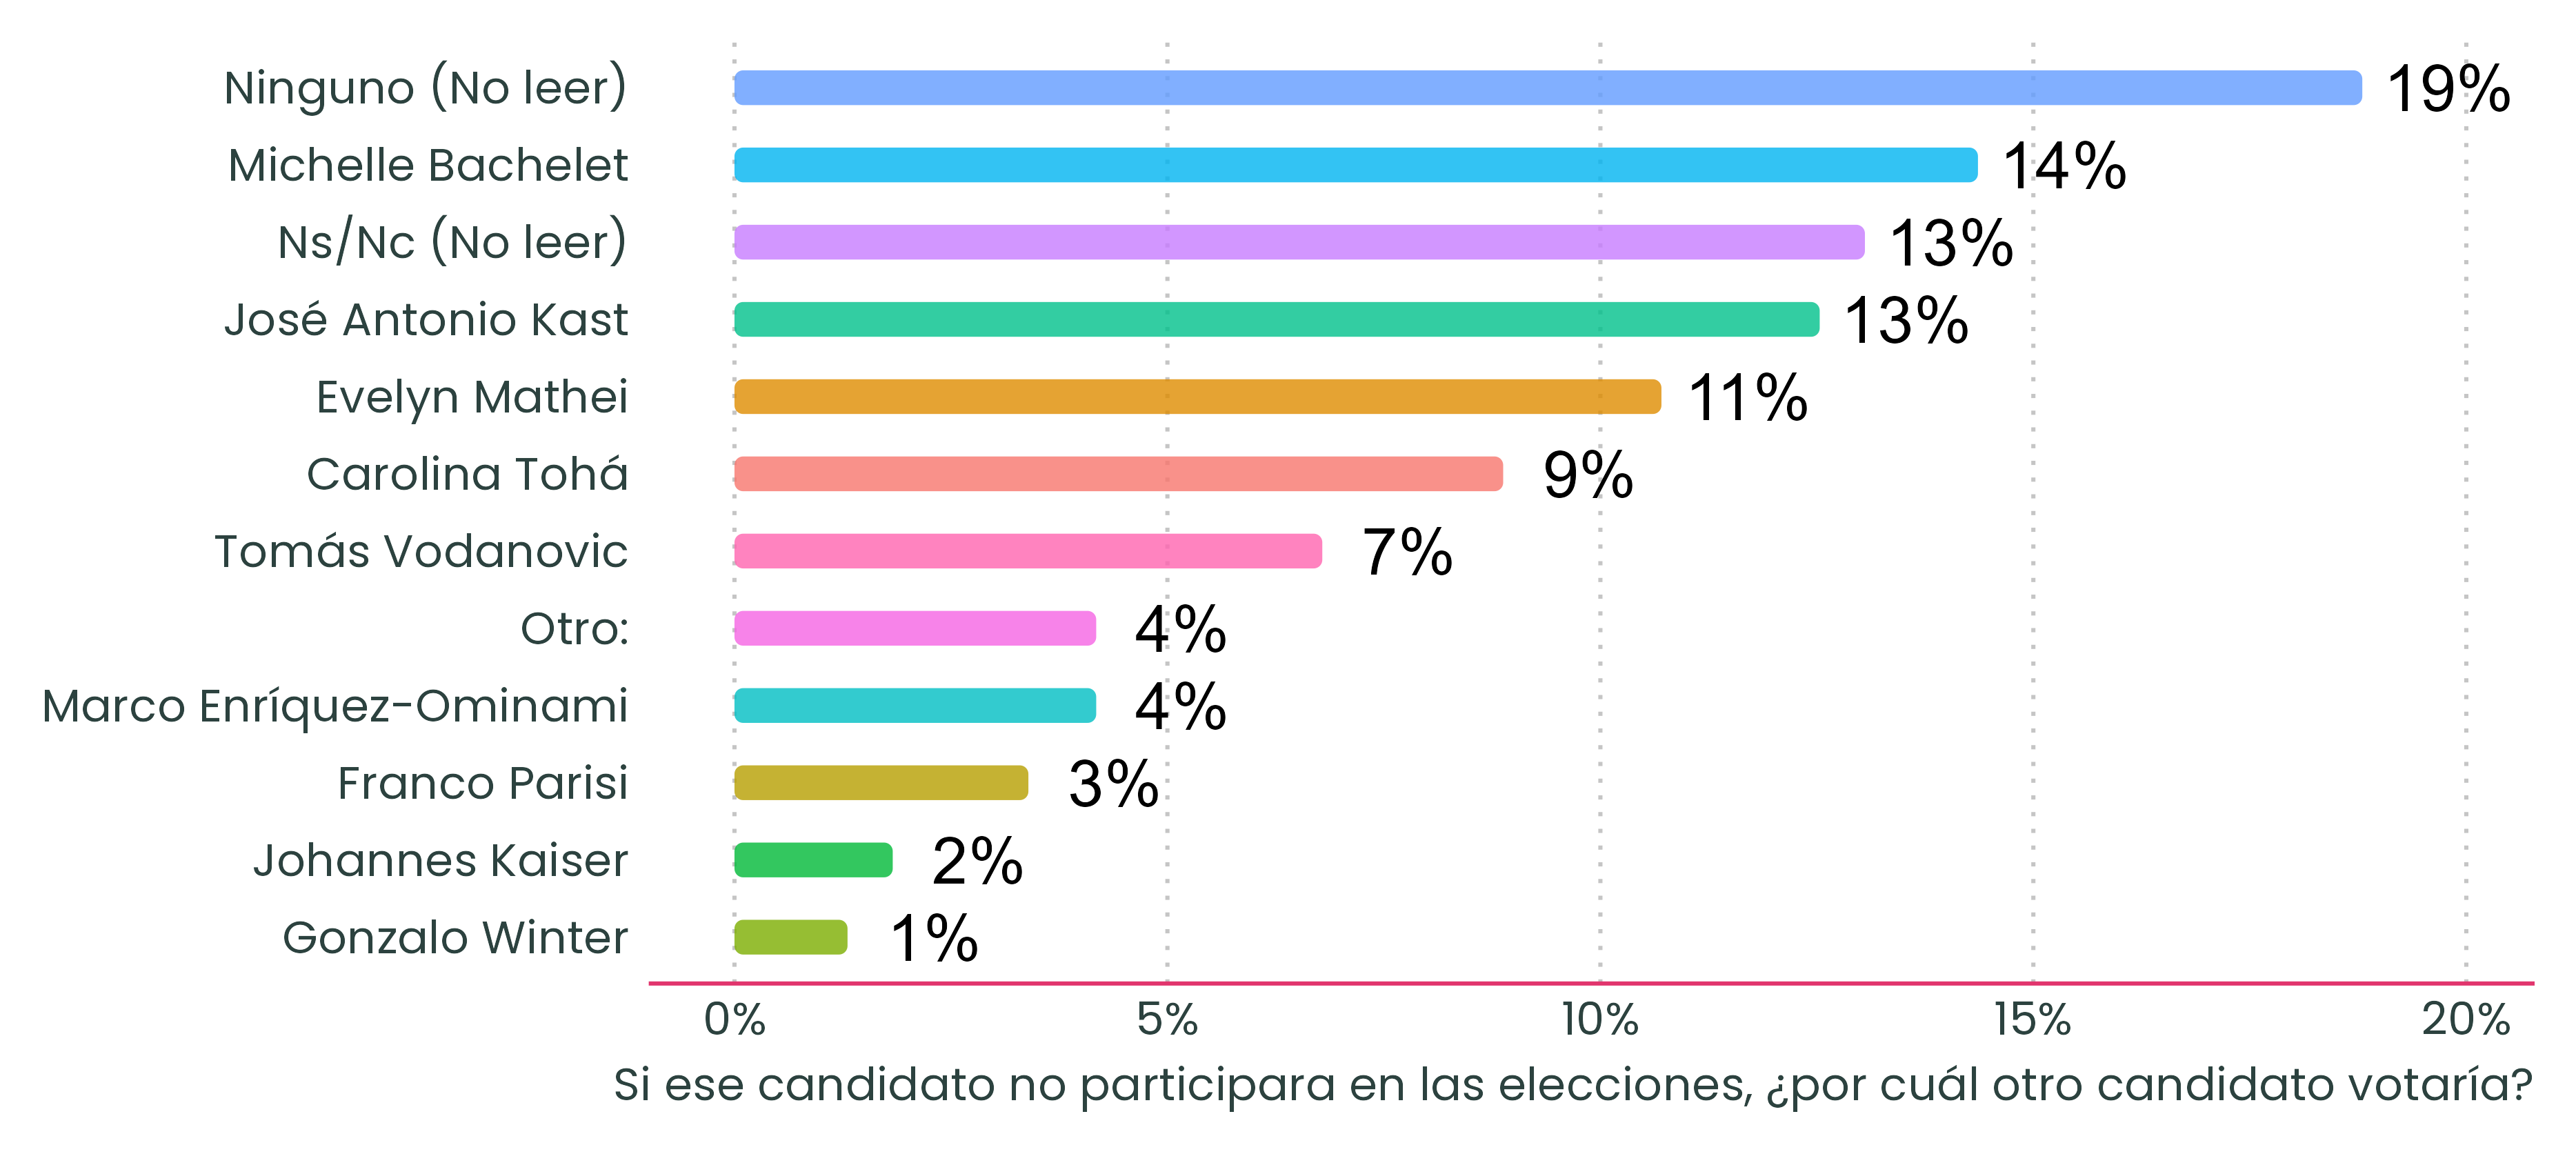 Ninguno (No leer) 19%
Michelle Bachelet 14%
Ns/Nc (No leer) 13%
José Antonio Kast 13%
Evelyn Mathei 11%
Carolina Tohá 9%
Tomás Vodanovic 7%
Otro: 4%
Marco Enríquez-Ominami 4%
Franco Parisi 3%
Johannes Kaiser 2%
Gonzalo Winter 1%
0% 5% 10% 15% 20%
Si ese candidato no participara en las elecciones, ¿por cuál otro candidato votaría?